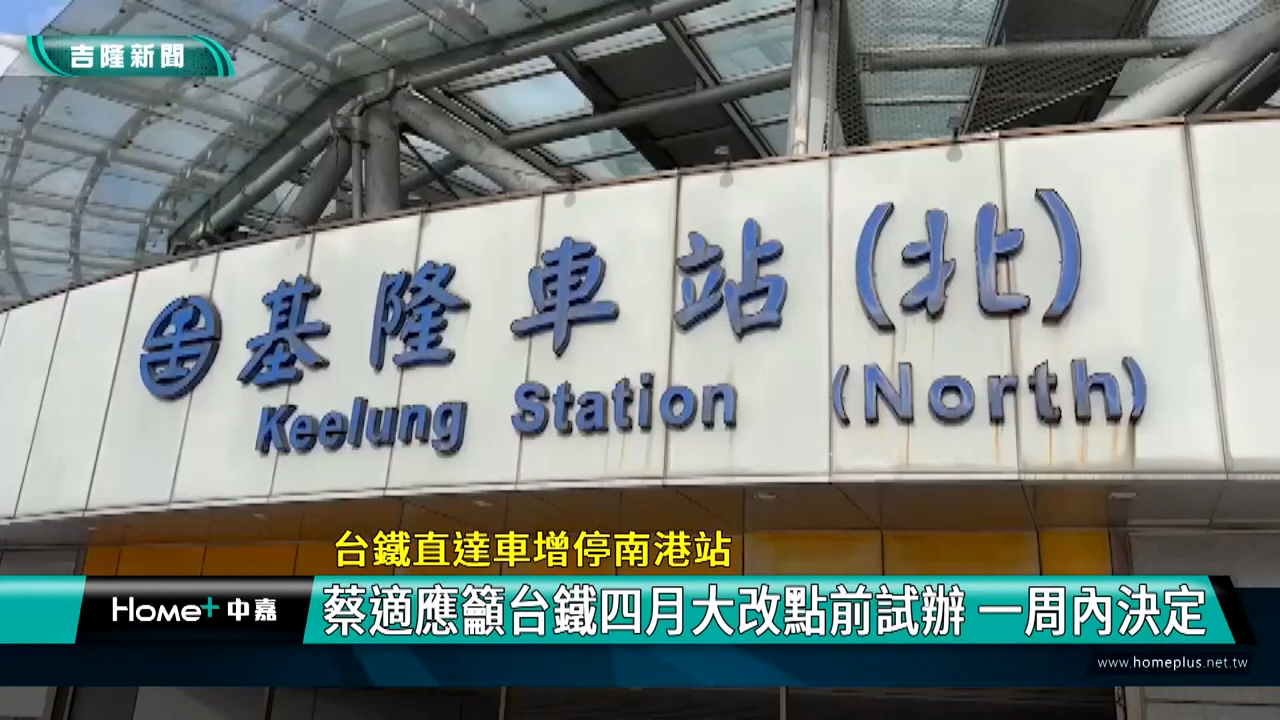 吉隆新聞
基隆車站(北)
Keelung Station (North)
台鐵直達車增停南港站
Home+ 中嘉
蔡適應籲台鐵四月大改點前試辦 一周內決定
www.homeplus.net.tw